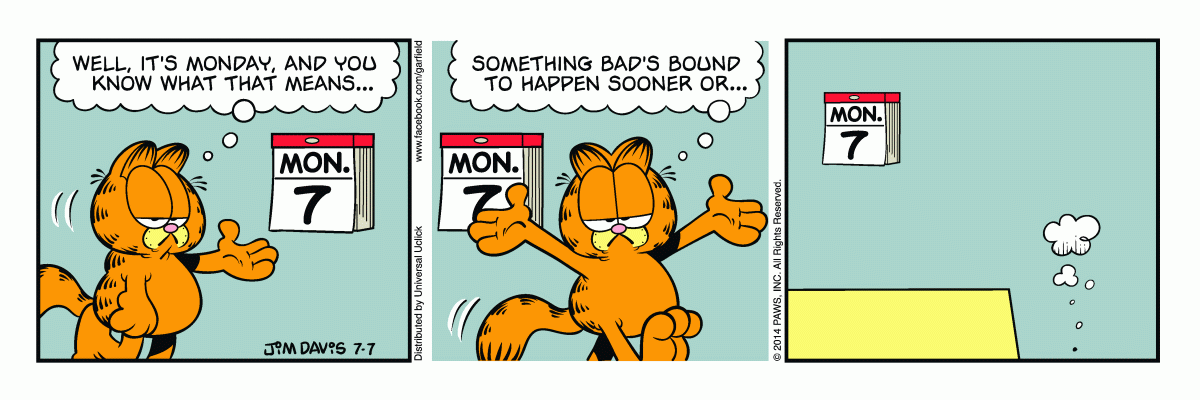 WELL, IT'S MONDAY, AND YOU
KNOW WHAT THAT MEANS...
MON.
7
JIM DAVIS 7-7
www.facebook.com/garfield
Distributed by Universal Uclick
SOMETHING BAD'S BOUND
TO HAPPEN SOONER OR...
MON.
7
© 2014 PAWS, INC. All Rights Reserved.
MON.
7